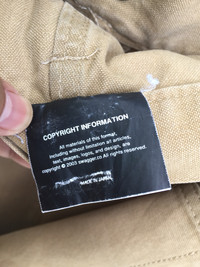 COPYRIGHT INFORMATION
All materials of this format,
including without limitation all articles,
text, images, logos, and design, are
copyright © 2003 swagger.co All rights reserved.
MADE IN JAPAN